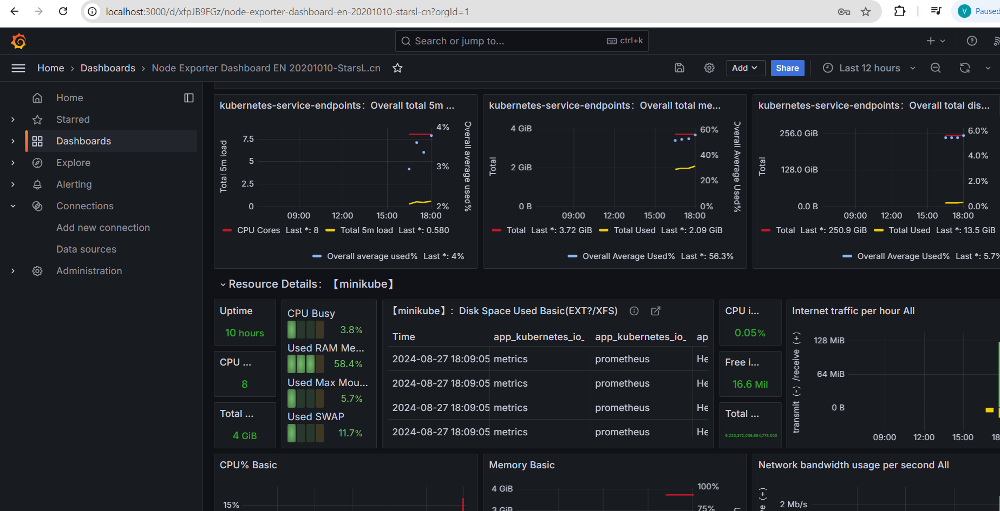 localhost:3000/d/xfpJB9FGz/node-exporter-dashboard-en-20201010-starsl-cn?orgId=1
V
Paused
Search or jump to...
ctrl+k
Home
Dashboards
Node Exporter Dashboard EN 20201010-StarsL.cn
Add
Share
Last 12 hours
Home
Starred
Dashboards
Explore
Alerting
Connections
Add new connection
Data sources
Administration
kubernetes-service-endpoints：Overall total 5m ...
Total 5m load
7.5
5
2.5
0
4%
3%
2%
Overall average used%
09:00 12:00 15:00 18:00
CPU Cores Last *: 8 Total 5m load Last *: 0.580
Overall average used% Last *: 4%
kubernetes-service-endpoints：Overall total me...
Total
4 GiB
2 GiB
0 B
60%
40%
20%
0%
Overall Average Used%
09:00 12:00 15:00 18:00
Total Last *: 3.72 GiB Total Used Last *: 2.09 GiB
Overall Average Used% Last *: 56.3%
kubernetes-service-endpoints：Overall total dis...
Total
256.0 GiB
128.0 GiB
0.0 B
6.0%
4.0%
2.0%
0.0%
09:00 12:00 15:00 18:00
Total Last *: 250.9 GiB Total Used Last *: 13.5 GiB
Overall Average Used% Last *: 5.7%
Resource Details：【minikube】
Uptime
10 hours
CPU ...
8
Total ...
4 GiB
CPU Busy
3.8%
Used RAM Me...
58.4%
Used Max Mou...
5.7%
Used SWAP
11.7%
【minikube】：Disk Space Used Basic(EXT?/XFS)
Time app_kubernetes_io_ app_kubernetes_io_ ap
2024-08-27 18:09:05 metrics prometheus He
2024-08-27 18:09:05 metrics prometheus He
2024-08-27 18:09:05 metrics prometheus He
2024-08-27 18:09:05 metrics prometheus He
CPU i...
0.05%
Free i...
16.6 Mil
Total ...
9,223,372,036,854,776,000
Internet traffic per hour All
transmit（-）/receive（+）
128 MiB
64 MiB
0 B
09:00 12:00 15:00 18
CPU% Basic
15%
Memory Basic
4 GiB
3 GiB
100%
75%
Network bandwidth usage per second All
ve（+）
2 Mb/s